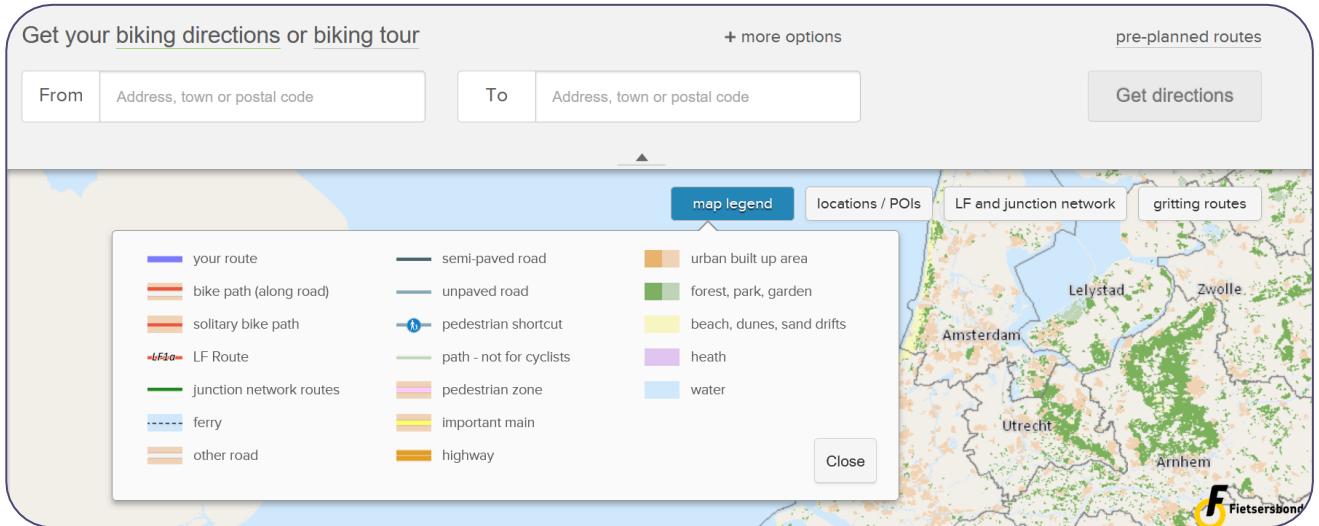 Get your biking directions or biking tour
+ more options
pre-planned routes
From
Address, town or postal code
To
Address, town or postal code
Get directions
map legend
locations / POIs
LF and junction network
gritting routes
your route
bike path (along road)
solitary bike path
LF1a LF Route
junction network routes
ferry
other road
semi-paved road
unpaved road
pedestrian shortcut
path - not for cyclists
pedestrian zone
important main
highway
urban built up area
forest, park, garden
beach, dunes, sand drifts
heath
water
Close
Lelystad
Zwolle
Amsterdam
Utrecht
Arnhem
F Fietsersbond